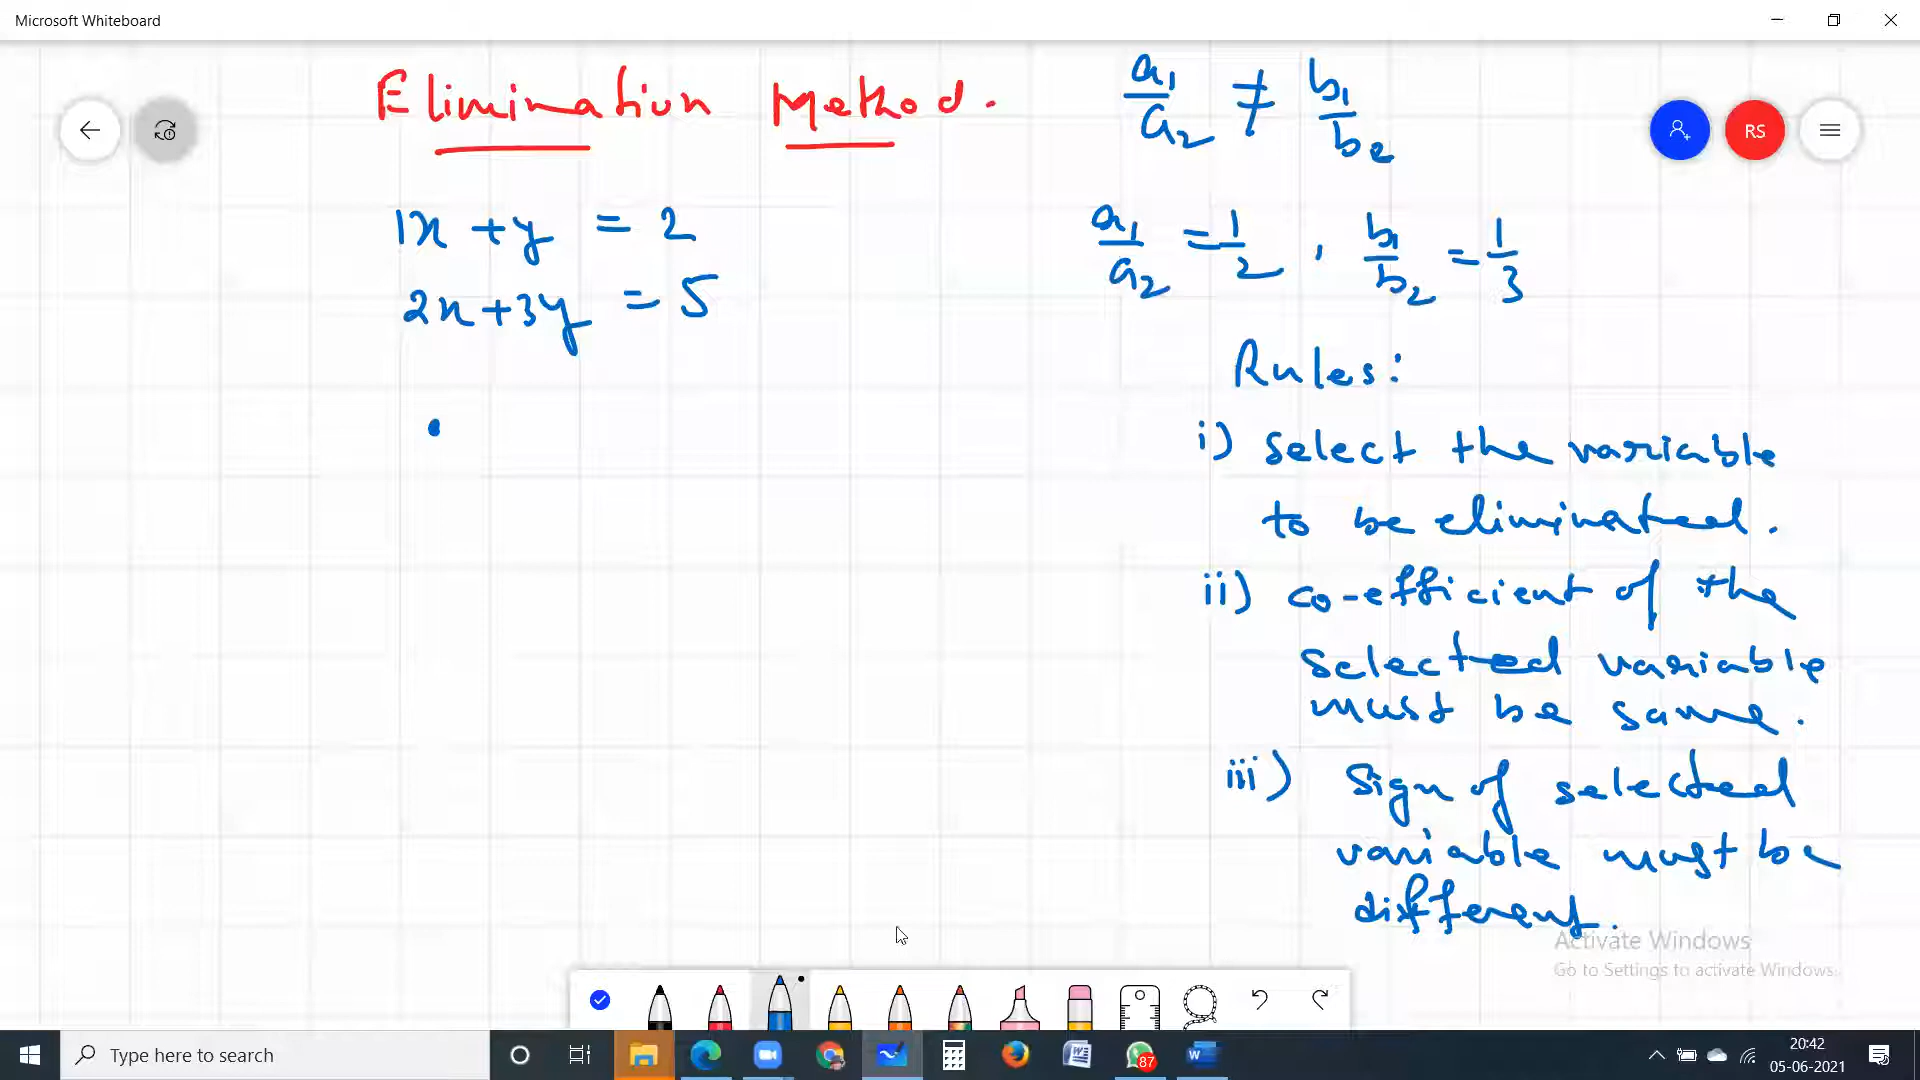 Microsoft Whiteboard
Elimination Method.
a1/a2 ≠ b1/b2
RS
1x + y = 2
2x + 3y = 5
a1/a2 = 1/2 , b1/b2 = 1/3
Rules:
i) select the variable
to be eliminated.
ii) co-efficient of the
selected variable
must be same.
iii) Sign of selected
variable must be
different.
Activate Windows
Go to Settings to activate Windows.
Type here to search
87
20:42
05-06-2021